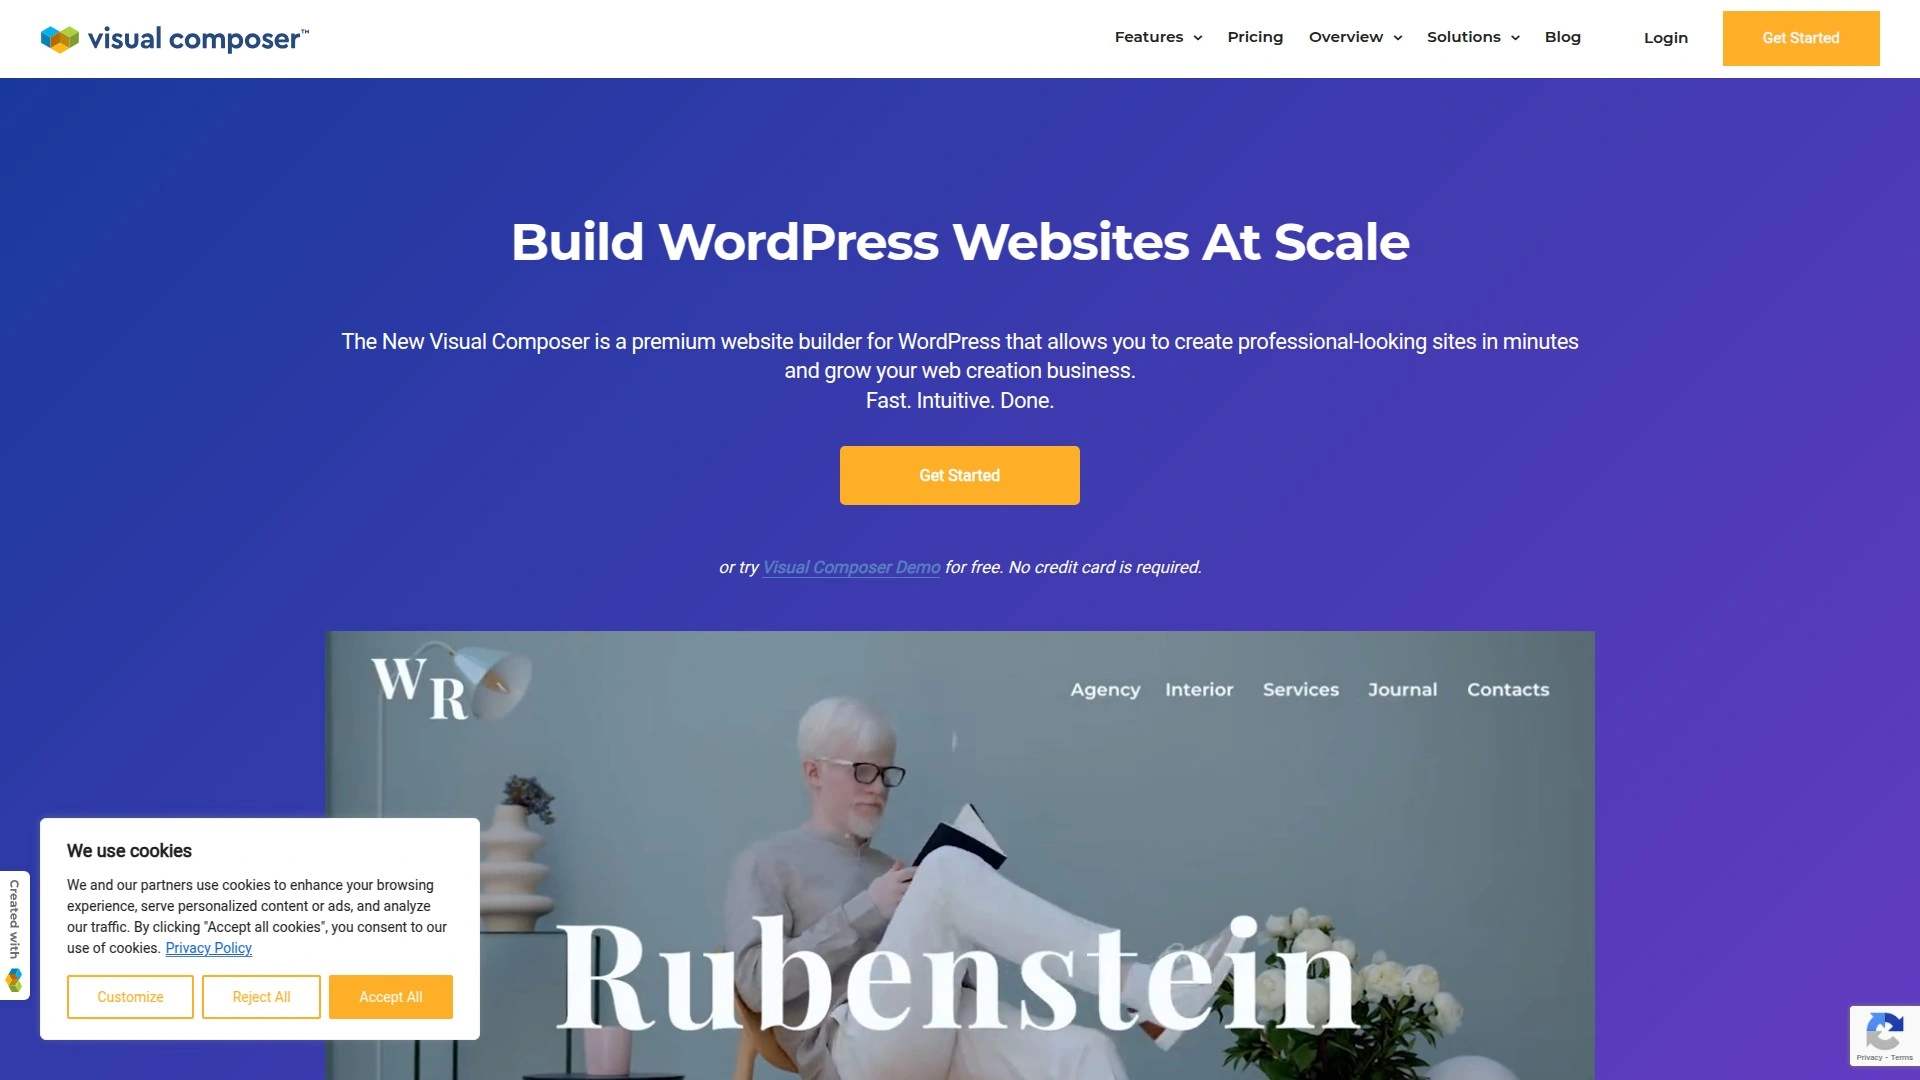 visual composer™
Features
Pricing
Overview
Solutions
Blog
Login
Get Started
Build WordPress Websites At Scale
The New Visual Composer is a premium website builder for WordPress that allows you to create professional-looking sites in minutes
and grow your web creation business.
Fast. Intuitive. Done.
Get Started
or try Visual Composer Demo for free. No credit card is required.
WR
Agency
Interior
Services
Journal
Contacts
Rubenstein
Created with
We use cookies
We and our partners use cookies to enhance your browsing
experience, serve personalized content or ads, and analyze
our traffic. By clicking "Accept all cookies", you consent to our
use of cookies. Privacy Policy
Customize
Reject All
Accept All
Privacy - Terms